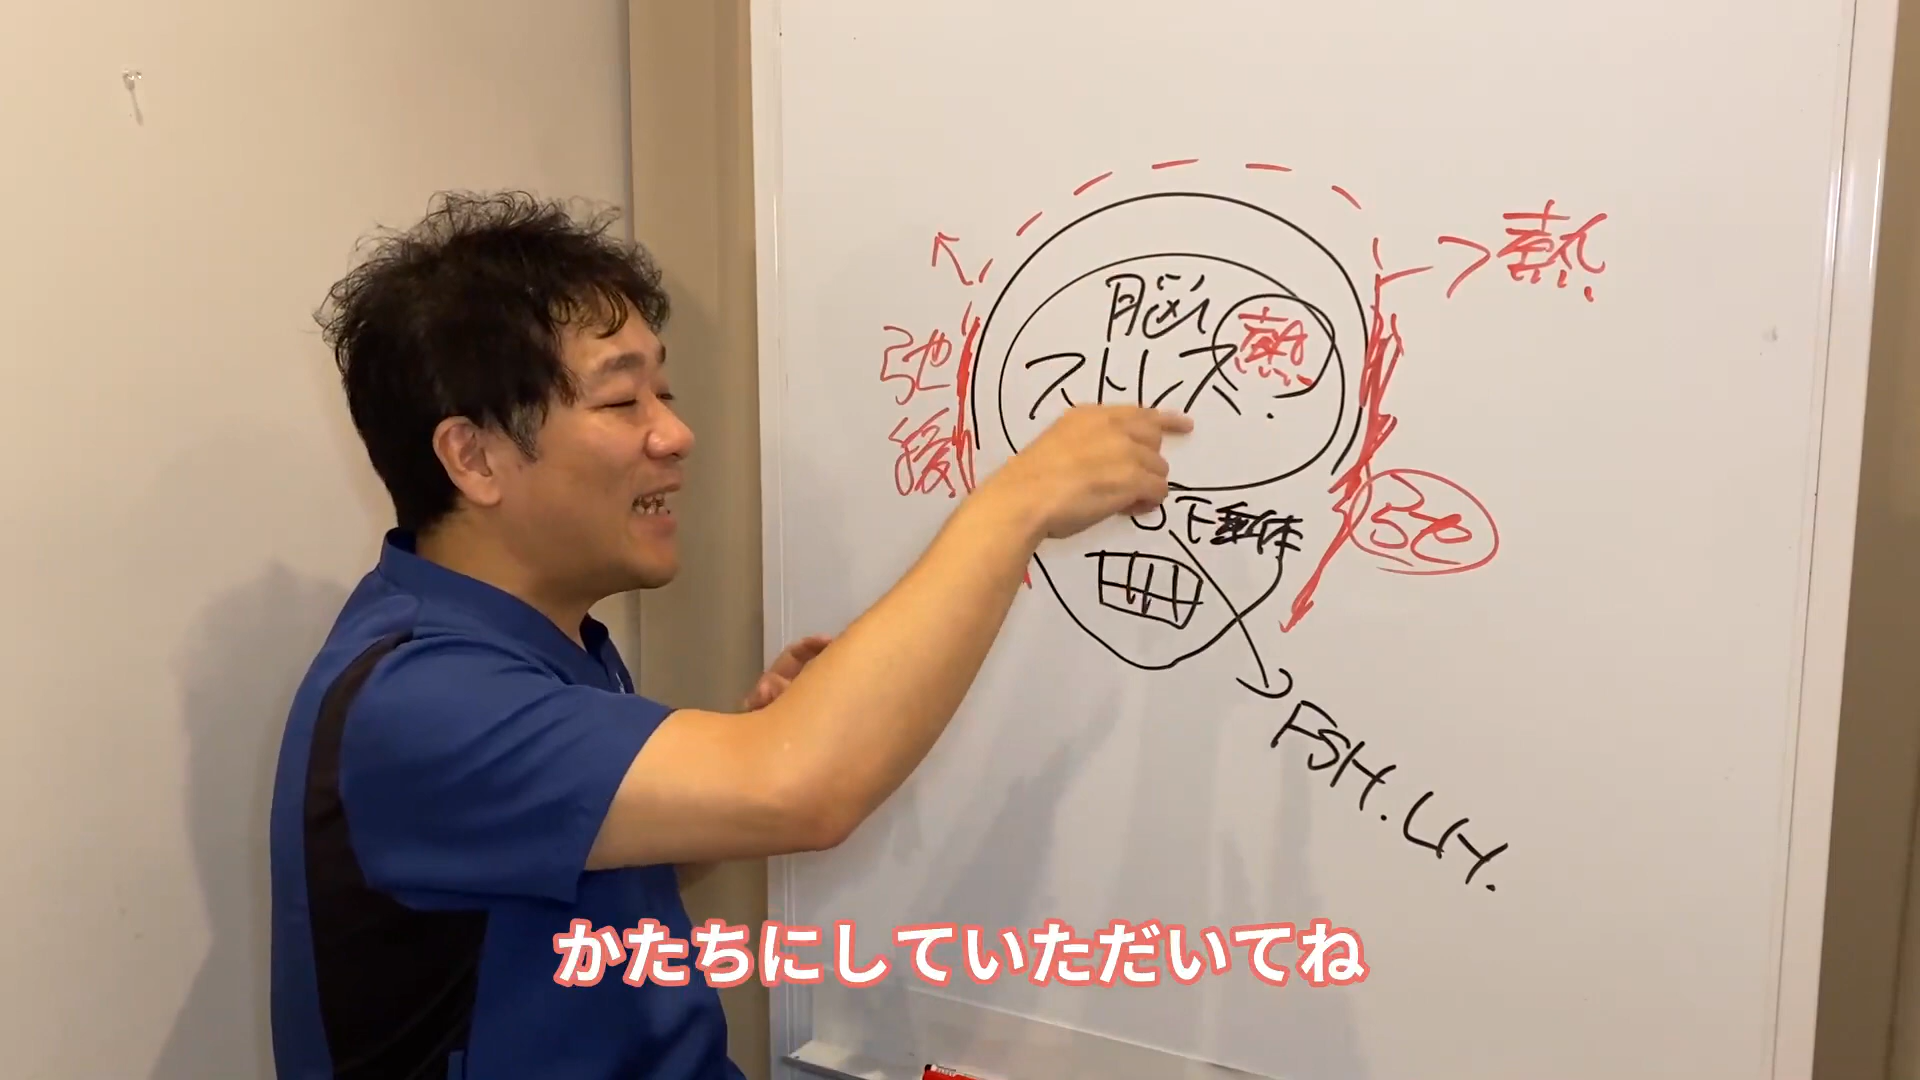 熱
脳
熱
ストレス
弛
緩
下垂体
弛
FSH.LH.
かたちにしていただいてね